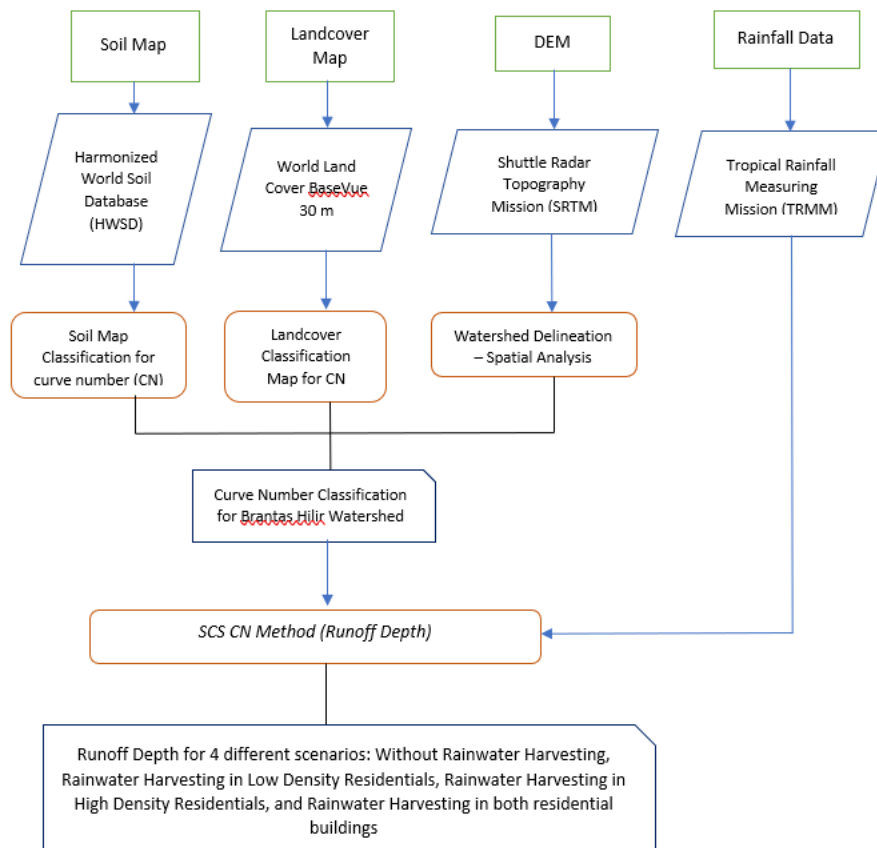 Soil Map
Landcover
Map
DEM
Rainfall Data
Harmonized
World Soil
Database
(HWSD)
World Land
Cover BaseVue
30 m
Shuttle Radar
Topography
Mission (SRTM)
Tropical Rainfall
Measuring
Mission (TRMM)
Soil Map
Classification for
curve number (CN)
Landcover
Classification
Map for CN
Watershed Delineation
– Spatial Analysis
Curve Number Classification
for Brantas Hilir Watershed
SCS CN Method (Runoff Depth)
Runoff Depth for 4 different scenarios: Without Rainwater Harvesting,
Rainwater Harvesting in Low Density Residentials, Rainwater Harvesting in
High Density Residentials, and Rainwater Harvesting in both residential
buildings